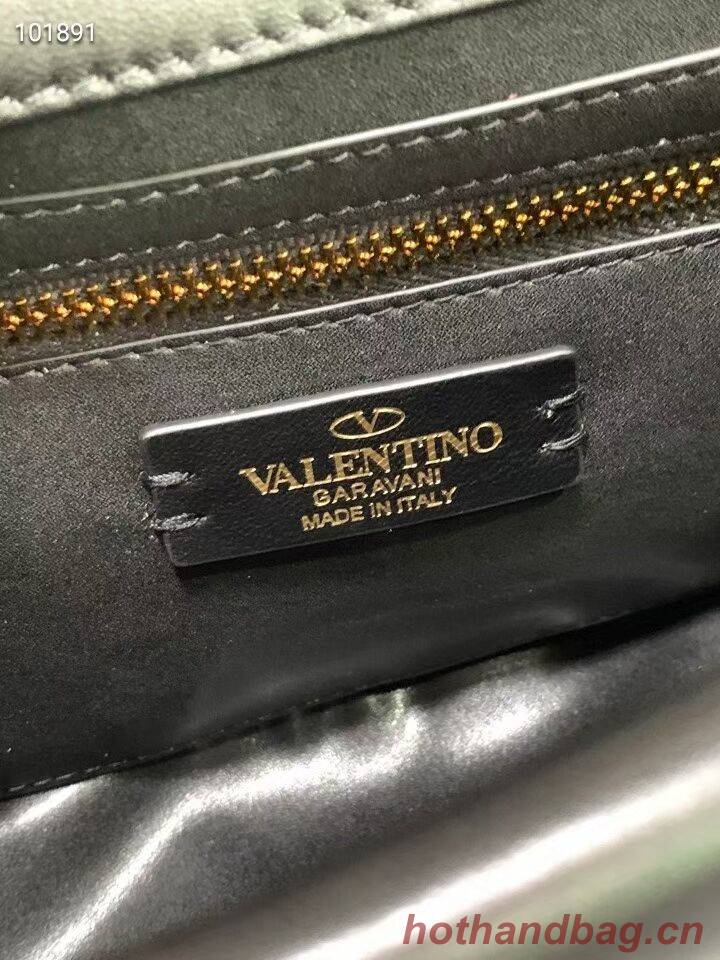 101891
V
VALENTINO
GARAVANI
MADE IN ITALY
hothandbag.cn